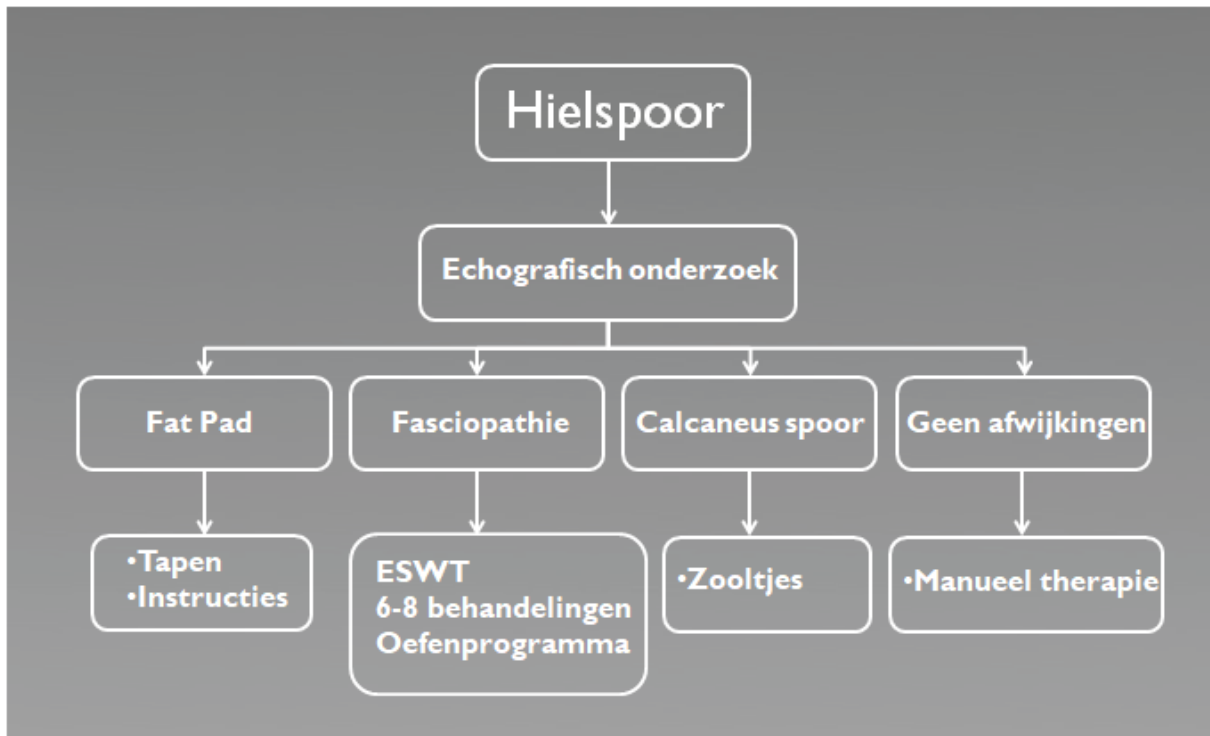 Hielspoor
Echografisch onderzoek
Fat Pad
Fasciopathie
Calcaneus spoor
Geen afwijkingen
•Tapen
•Instructies
ESWT
6-8 behandelingen
Oefenprogramma
•Zooltjes
•Manueel therapie